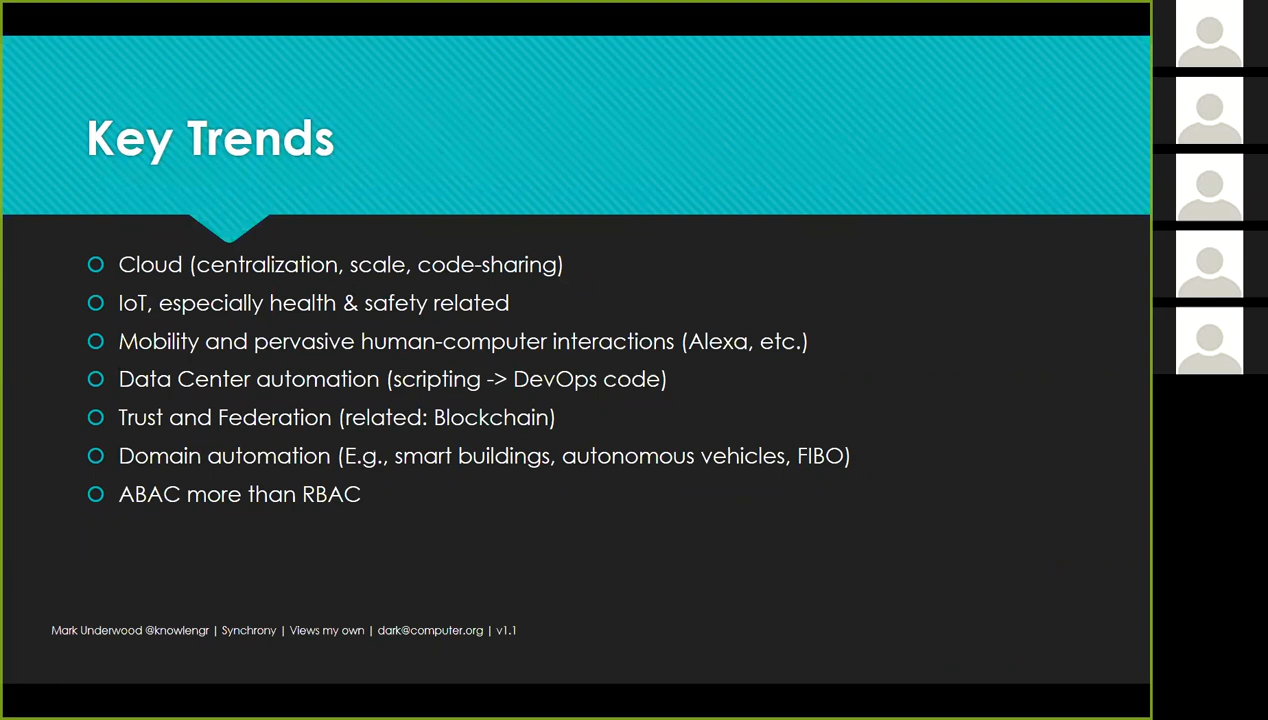 Key Trends
Cloud (centralization, scale, code-sharing)
IoT, especially health & safety related
Mobility and pervasive human-computer interactions (Alexa, etc.)
Data Center automation (scripting -> DevOps code)
Trust and Federation (related: Blockchain)
Domain automation (E.g., smart buildings, autonomous vehicles, FIBO)
ABAC more than RBAC
Mark Underwood @knowlengr | Synchrony | Views my own | dark@computer.org | v1.1